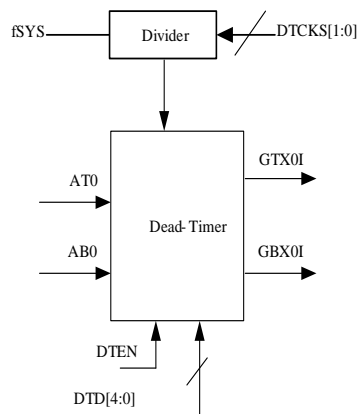 fSYS
Divider
DTCKS[1:0]
AT0
GTX0I
Dead-Timer
AB0
GBX0I
DTEN
DTD[4:0]